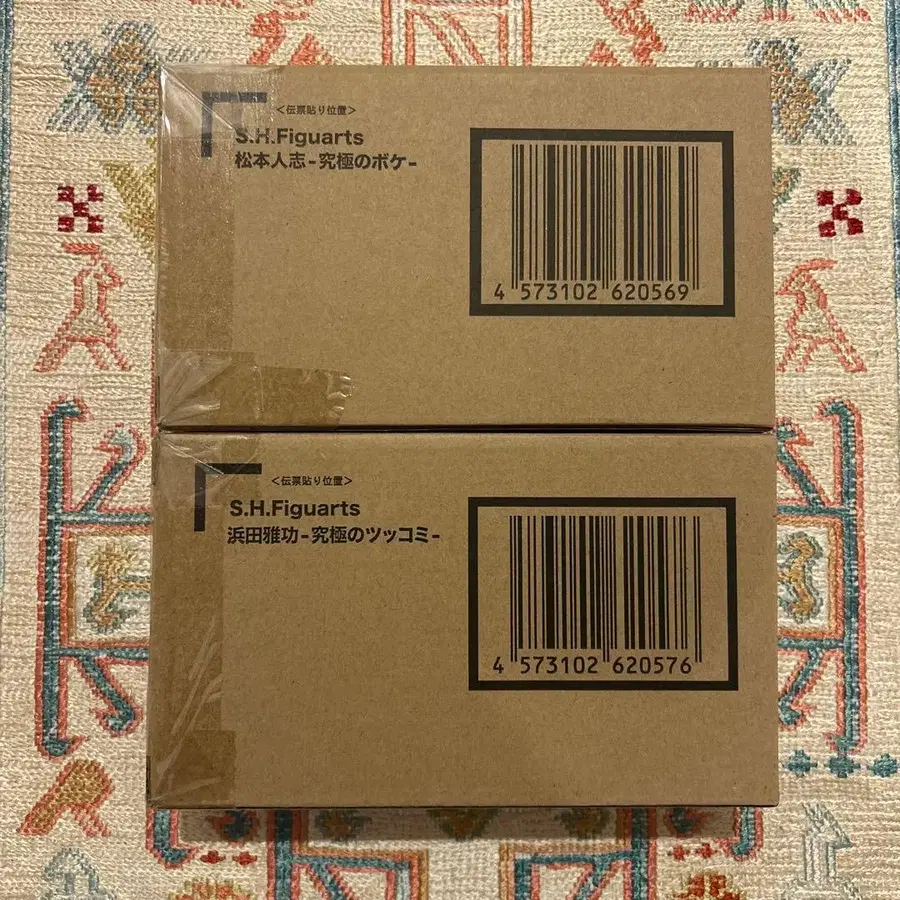 <伝票貼り位置>
S.H.Figuarts
松本人志-究極のボケ-
4 573102 620569
<伝票貼り位置>
S.H.Figuarts
浜田雅功-究極のツッコミ-
4 573102 620576